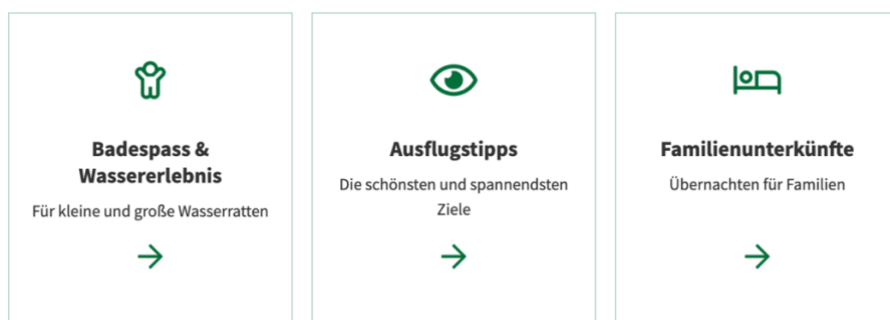 Badespass &
Wassererlebnis
Für kleine und große Wasserratten
Ausflugstipps
Die schönsten und spannendsten
Ziele
Familienunterkünfte
Übernachten für Familien